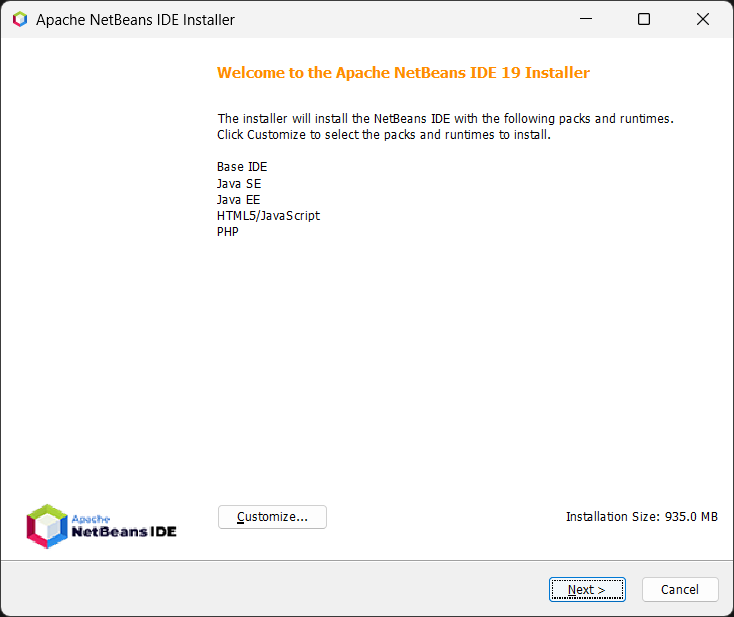 Apache NetBeans IDE Installer
Welcome to the Apache NetBeans IDE 19 Installer
The installer will install the NetBeans IDE with the following packs and runtimes.
Click Customize to select the packs and runtimes to install.
Base IDE
Java SE
Java EE
HTML5/JavaScript
PHP
Apache
NetBeans IDE
Customize...
Installation Size: 935.0 MB
Next >
Cancel